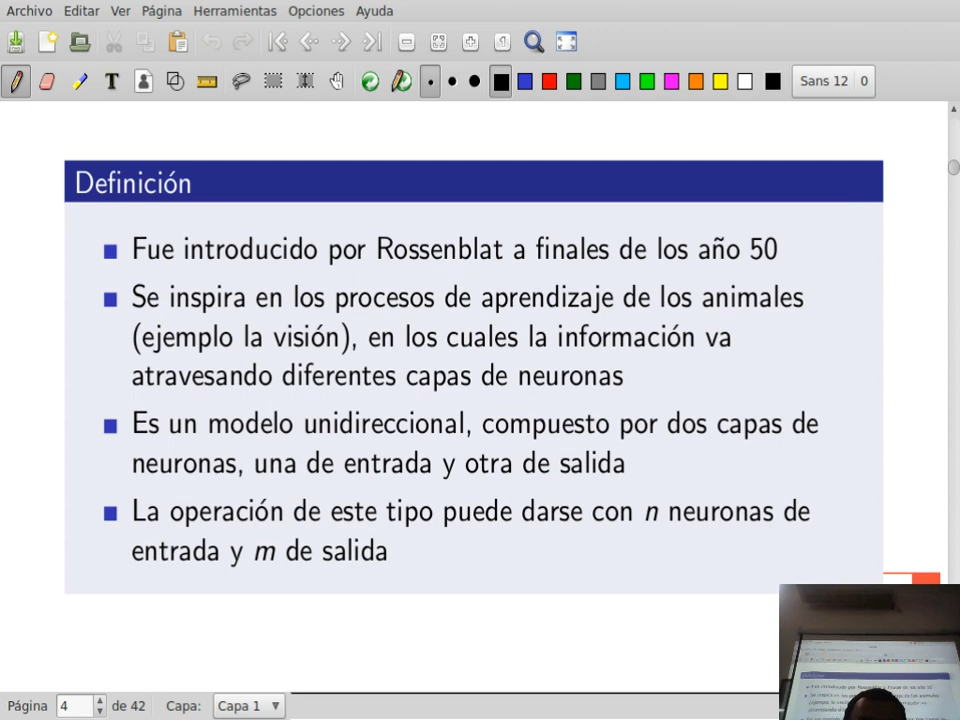 Archivo Editar Ver Página Herramientas Opciones Ayuda
T Sans 12 0
Definición
Fue introducido por Rossenblat a finales de los año 50
Se inspira en los procesos de aprendizaje de los animales
(ejemplo la visión), en los cuales la información va
atravesando diferentes capas de neuronas
Es un modelo unidireccional, compuesto por dos capas de
neuronas, una de entrada y otra de salida
La operación de este tipo puede darse con n neuronas de
entrada y m de salida
Página 4 de 42 Capa: Capa 1